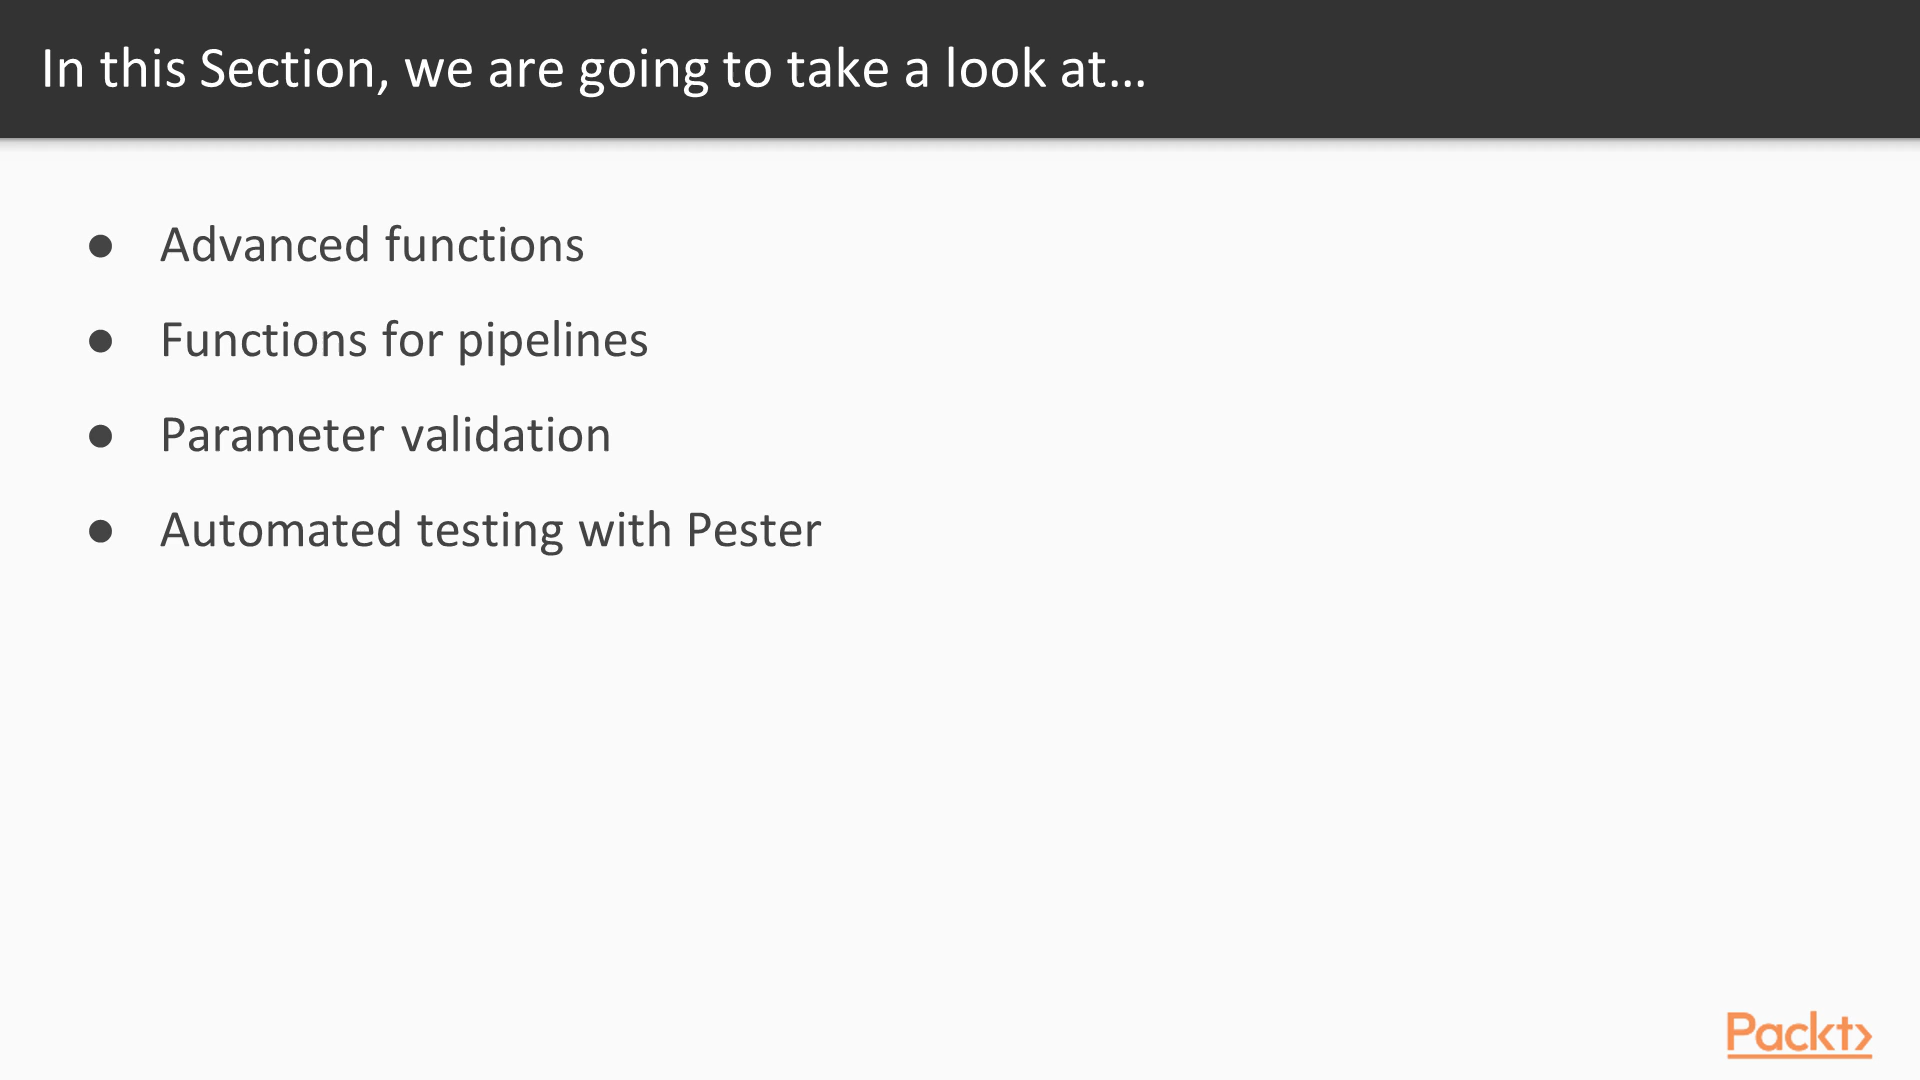 In this Section, we are going to take a look at…
● Advanced functions
● Functions for pipelines
● Parameter validation
● Automated testing with Pester
Packt>